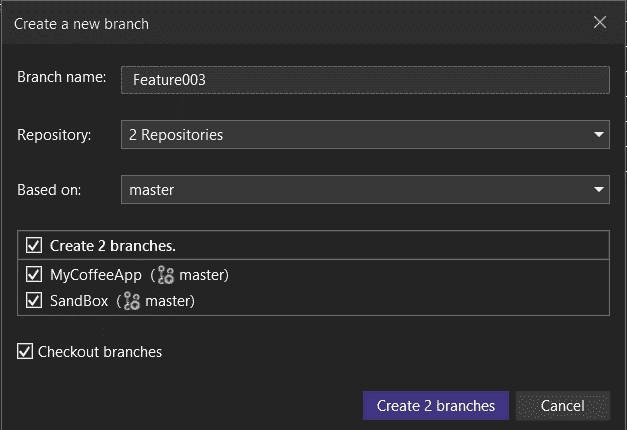 Create a new branch
Branch name: Feature003
Repository: 2 Repositories
Based on: master
Create 2 branches.
MyCoffeeApp ( master)
SandBox ( master)
Checkout branches
Create 2 branches Cancel